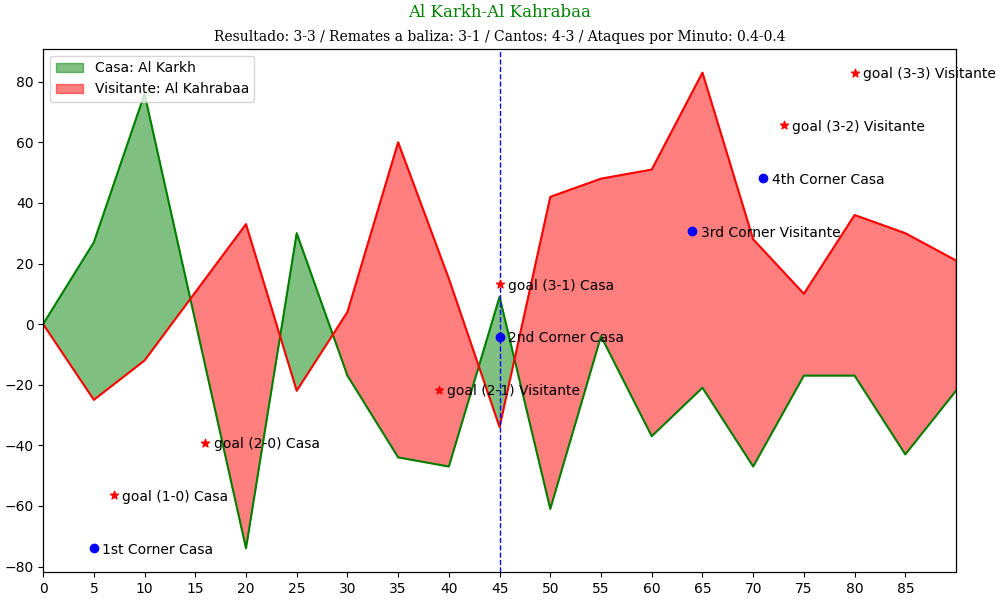 Al Karkh-Al Kahrabaa
Resultado: 3-3 / Remates a baliza: 3-1 / Cantos: 4-3 / Ataques por Minuto: 0.4-0.4
Casa: Al Karkh
Visitante: Al Kahrabaa
goal (3-3) Visitante
goal (3-2) Visitante
4th Corner Casa
3rd Corner Visitante
goal (3-1) Casa
2nd Corner Casa
goal (2-1) Visitante
goal (2-0) Casa
goal (1-0) Casa
1st Corner Casa
80
60
40
20
0
−20
−40
−60
−80
0 5 10 15 20 25 30 35 40 45 50 55 60 65 70 75 80 85